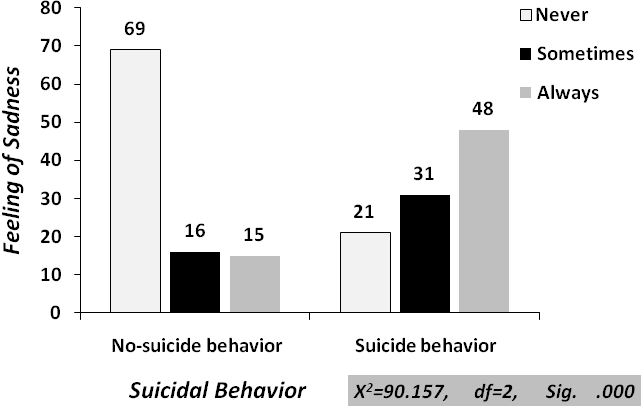 80
70
60
50
40
30
20
10
0
Feeling of Sadness
69
16
15
21
31
48
Never
Sometimes
Always
No-suicide behavior
Suicide behavior
Suicidal Behavior
X²=90.157, df=2, Sig. .000